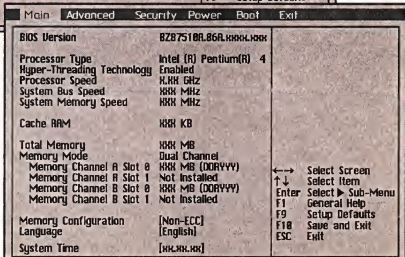 Main Advanced Security Power Boot Exit
BIOS Version BZ87510A.86A.XXXX.XXX
Processor Type Intel (R) Pentium(R) 4
Hyper-Threading Technology Enabled
Processor Speed X.XX GHz
System Bus Speed XXX MHz
System Memory Speed XXX MHz
Cache RAM XXX KB
Total Memory XXX MB
Memory Mode Dual Channel
Memory Channel A Slot 0 XXX MB (DDRYYY)
Memory Channel A Slot 1 Not Installed
Memory Channel B Slot 0 XXX MB (DDRYYY)
Memory Channel B Slot 1 Not Installed
Memory Configuration [Non-ECC]
Language [English]
System Time [xx.xx.xx]
←→ Select Screen
↑↓ Select Item
Enter Select ▶ Sub-Menu
F1 General Help
F9 Setup Defaults
F10 Save and Exit
ESC Exit